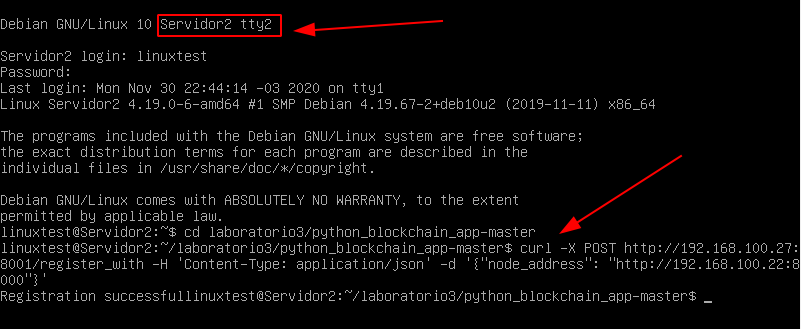 Debian GNU/Linux 10 Servidor2 tty2
Servidor2 login: linuxtest
Password:
Last login: Mon Nov 30 22:44:14 -03 2020 on tty1
Linux Servidor2 4.19.0-6-amd64 #1 SMP Debian 4.19.67-2+deb10u2 (2019-11-11) x86_64
The programs included with the Debian GNU/Linux system are free software;
the exact distribution terms for each program are described in the
individual files in /usr/share/doc/*/copyright.
Debian GNU/Linux comes with ABSOLUTELY NO WARRANTY, to the extent
permitted by applicable law.
linuxtest@Servidor2:~$ cd laboratorio3/python_blockchain_app-master
linuxtest@Servidor2:~/laboratorio3/python_blockchain_app-master$ curl -X POST http://192.168.100.27:
8001/register_with -H 'Content-Type: application/json' -d '{"node_address": "http://192.168.100.22:8
000"}'
Registration successfullinuxtest@Servidor2:~/laboratorio3/python_blockchain_app-master$ _